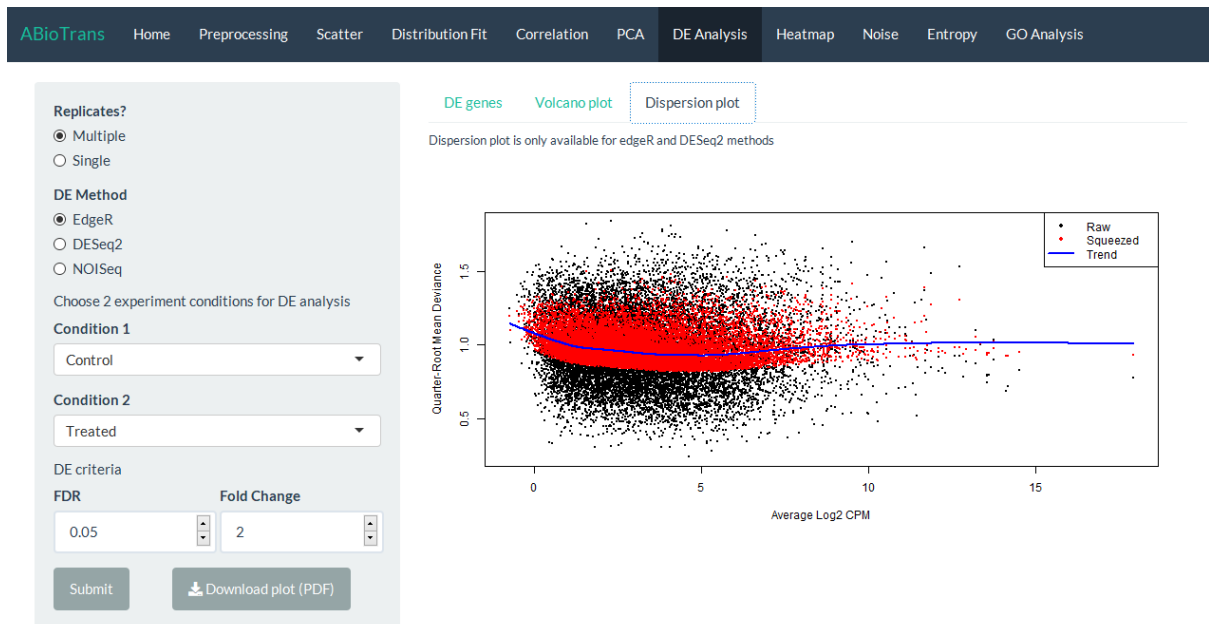 ABioTrans Home Preprocessing Scatter Distribution Fit Correlation PCA DE Analysis Heatmap Noise Entropy GO Analysis
Replicates?
Multiple
Single
DE Method
EdgeR
DESeq2
NOISeq
Choose 2 experiment conditions for DE analysis
Condition 1
Control
Condition 2
Treated
DE criteria
FDR Fold Change
0.05 2
Submit Download plot (PDF)
DE genes Volcano plot Dispersion plot
Dispersion plot is only available for edgeR and DESeq2 methods
Raw
Squeezed
Trend
Quarter-Root Mean Deviance
1.5
1.0
0.5
0 5 10 15
Average Log2 CPM